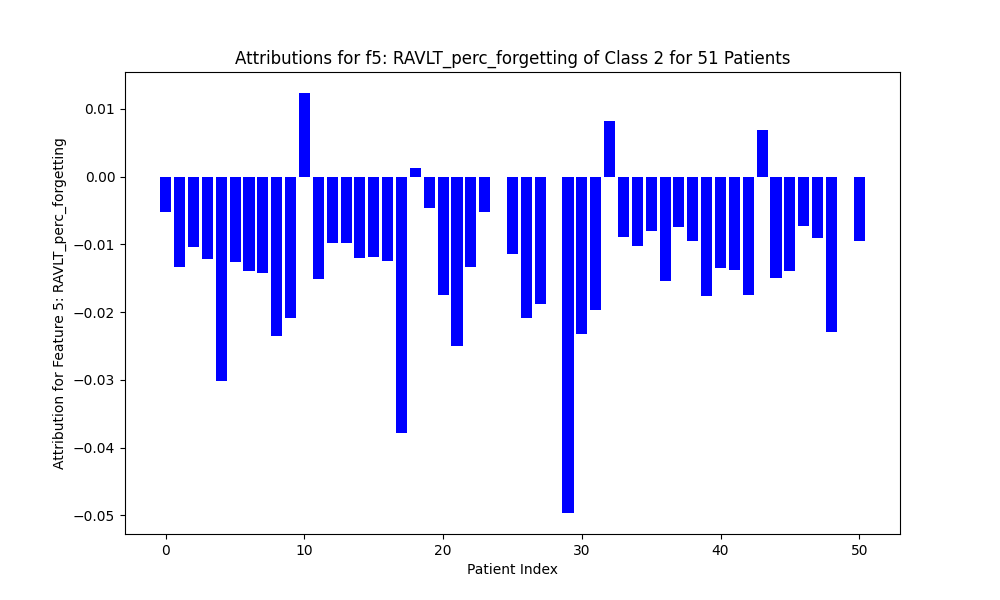 Attributions for f5: RAVLT_perc_forgetting of Class 2 for 51 Patients
Attribution for Feature 5: RAVLT_perc_forgetting
0.01
0.00
−0.01
−0.02
−0.03
−0.04
−0.05
0 10 20 30 40 50
Patient Index